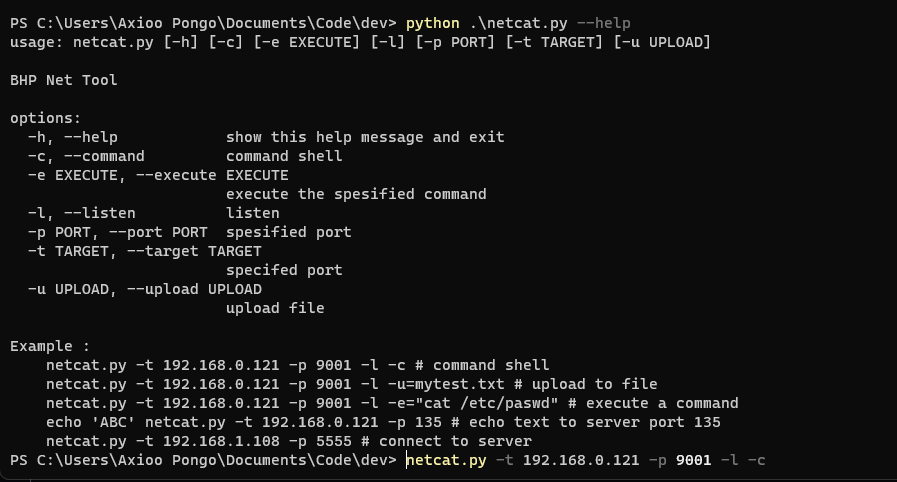 PS C:\Users\Axioo Pongo\Documents\Code\dev> python .\netcat.py --help
usage: netcat.py [-h] [-c] [-e EXECUTE] [-l] [-p PORT] [-t TARGET] [-u UPLOAD]
BHP Net Tool
options:
-h, --help show this help message and exit
-c, --command command shell
-e EXECUTE, --execute EXECUTE
execute the spesified command
-l, --listen listen
-p PORT, --port PORT spesified port
-t TARGET, --target TARGET
specifed port
-u UPLOAD, --upload UPLOAD
upload file
Example :
netcat.py -t 192.168.0.121 -p 9001 -l -c # command shell
netcat.py -t 192.168.0.121 -p 9001 -l -u=mytest.txt # upload to file
netcat.py -t 192.168.0.121 -p 9001 -l -e="cat /etc/paswd" # execute a command
echo 'ABC' netcat.py -t 192.168.0.121 -p 135 # echo text to server port 135
netcat.py -t 192.168.1.108 -p 5555 # connect to server
PS C:\Users\Axioo Pongo\Documents\Code\dev> netcat.py -t 192.168.0.121 -p 9001 -l -c